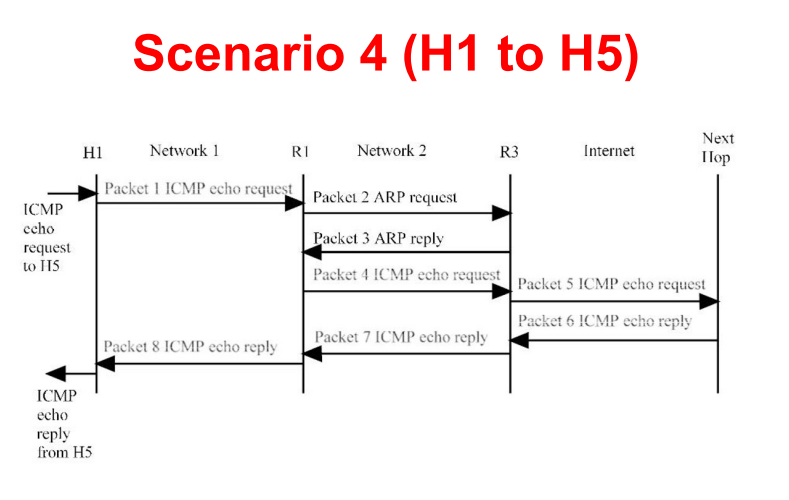 Scenario 4 (H1 to H5)
H1 Network 1 R1 Network 2 R3 Internet Next
Hop
Packet 1 ICMP echo request
Packet 2 ARP request
ICMP
echo
request
to H5
Packet 3 ARP reply
Packet 4 ICMP echo request
Packet 5 ICMP echo request
Packet 6 ICMP echo reply
Packet 7 ICMP echo reply
Packet 8 ICMP echo reply
ICMP
echo
reply
from H5